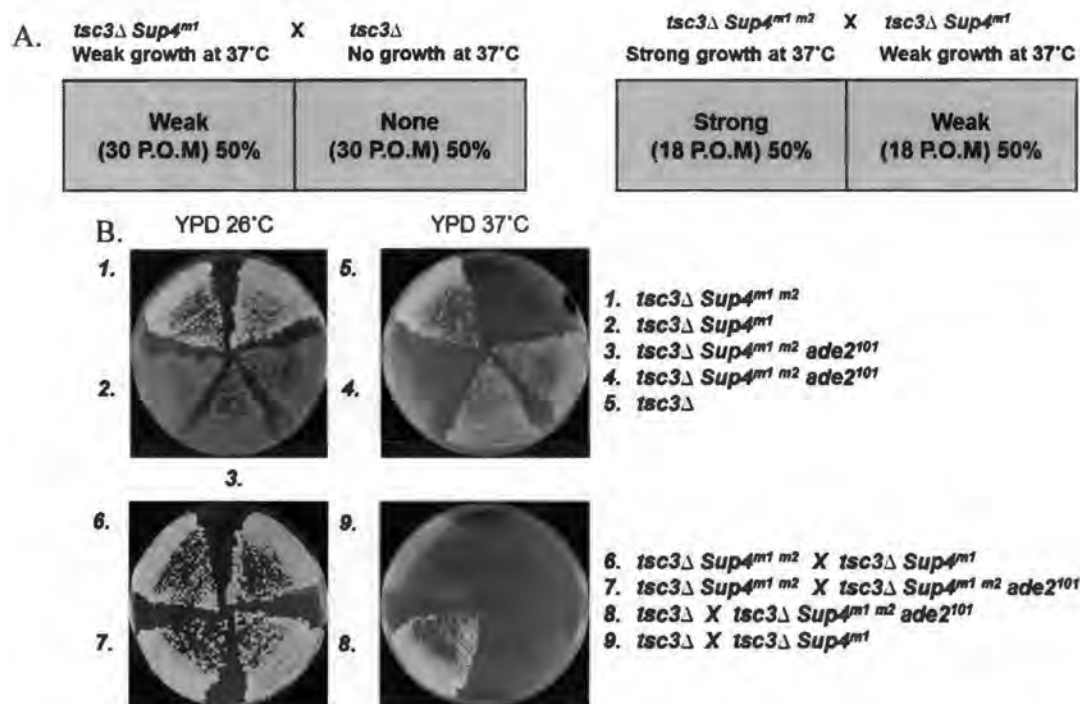 A.
tsc3Δ Sup4m1 X tsc3Δ
Weak growth at 37°C No growth at 37°C
Weak
(30 P.O.M) 50%
None
(30 P.O.M) 50%
tsc3Δ Sup4m1 m2 X tsc3Δ Sup4m1
Strong growth at 37°C Weak growth at 37°C
Strong
(18 P.O.M) 50%
Weak
(18 P.O.M) 50%
B.
YPD 26°C YPD 37°C
1. 5.
2. 4.
3.
1. tsc3Δ Sup4m1 m2
2. tsc3Δ Sup4m1
3. tsc3Δ Sup4m1 m2 ade2101
4. tsc3Δ Sup4m1 m2 ade2101
5. tsc3Δ
6. 9.
7. 8.
6. tsc3Δ Sup4m1 m2 X tsc3Δ Sup4m1
7. tsc3Δ Sup4m1 m2 X tsc3Δ Sup4m1 m2 ade2101
8. tsc3Δ X tsc3Δ Sup4m1 m2 ade2101
9. tsc3Δ X tsc3Δ Sup4m1